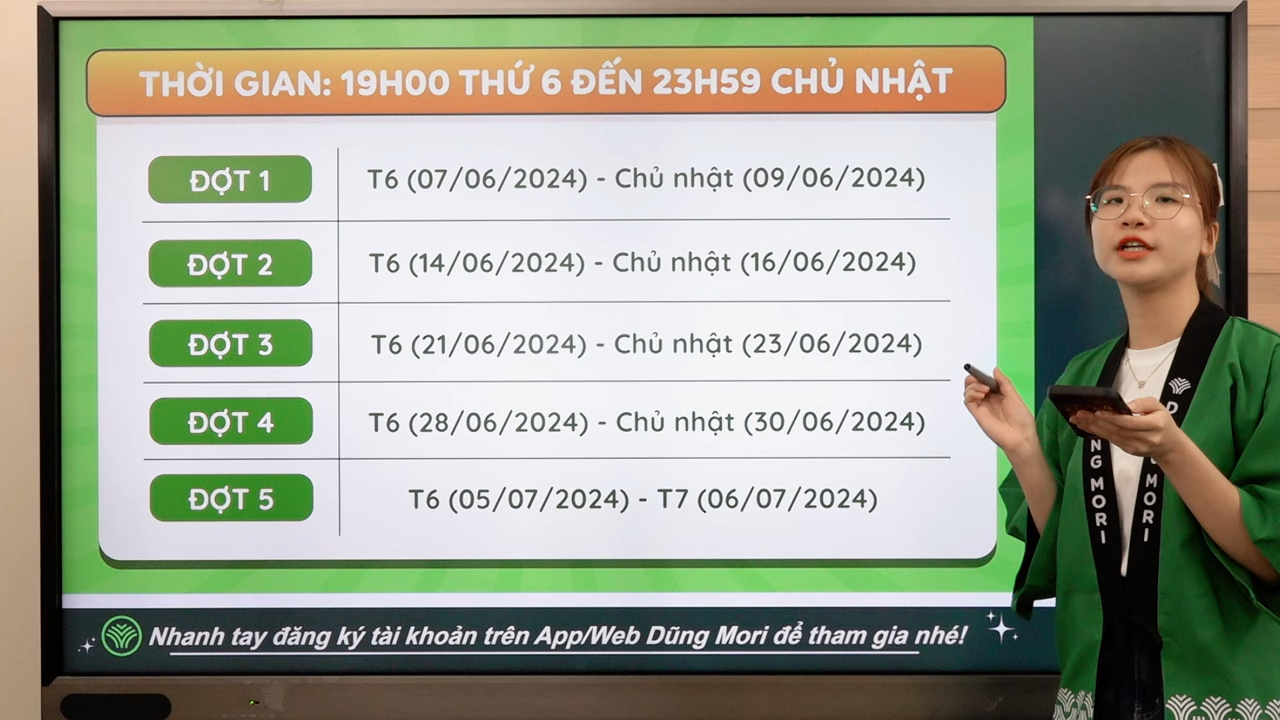 THỜI GIAN: 19H00 THỨ 6 ĐẾN 23H59 CHỦ NHẬT
ĐỢT 1 T6 (07/06/2024) - Chủ nhật (09/06/2024)
ĐỢT 2 T6 (14/06/2024) - Chủ nhật (16/06/2024)
ĐỢT 3 T6 (21/06/2024) - Chủ nhật (23/06/2024)
ĐỢT 4 T6 (28/06/2024) - Chủ nhật (30/06/2024)
ĐỢT 5 T6 (05/07/2024) - T7 (06/07/2024)
Nhanh tay đăng ký tài khoản trên App/Web Dũng Mori để tham gia nhé!
NG MORI
D
G MORI